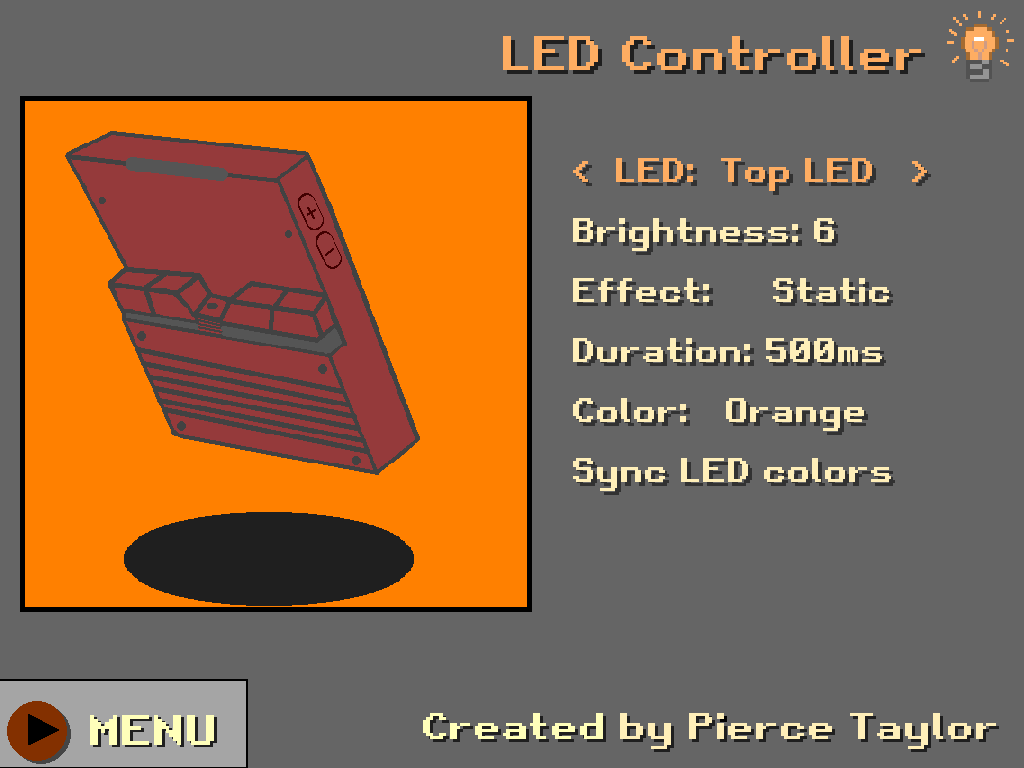 LED Controller
< LED: Top LED >
Brightness: 6
Effect: Static
Duration: 500ms
Color: Orange
Sync LED colors
MENU
Created by Pierce Taylor